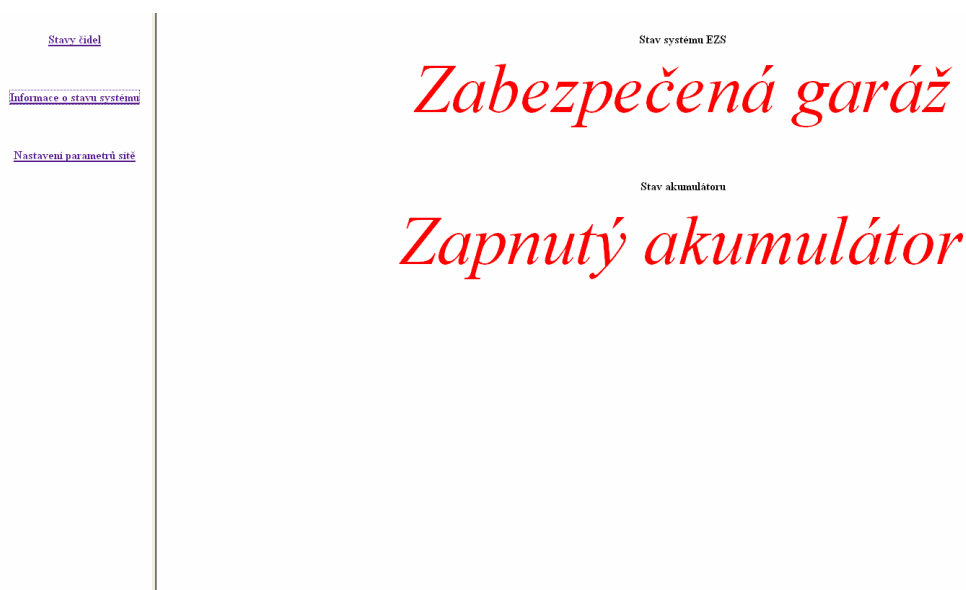 Stavy čidel
Informace o stavu systému
Nastavení parametrů sítě
Stav systému EZS
Zabezpečená garáž
Stav akumulátoru
Zapnutý akumulátor